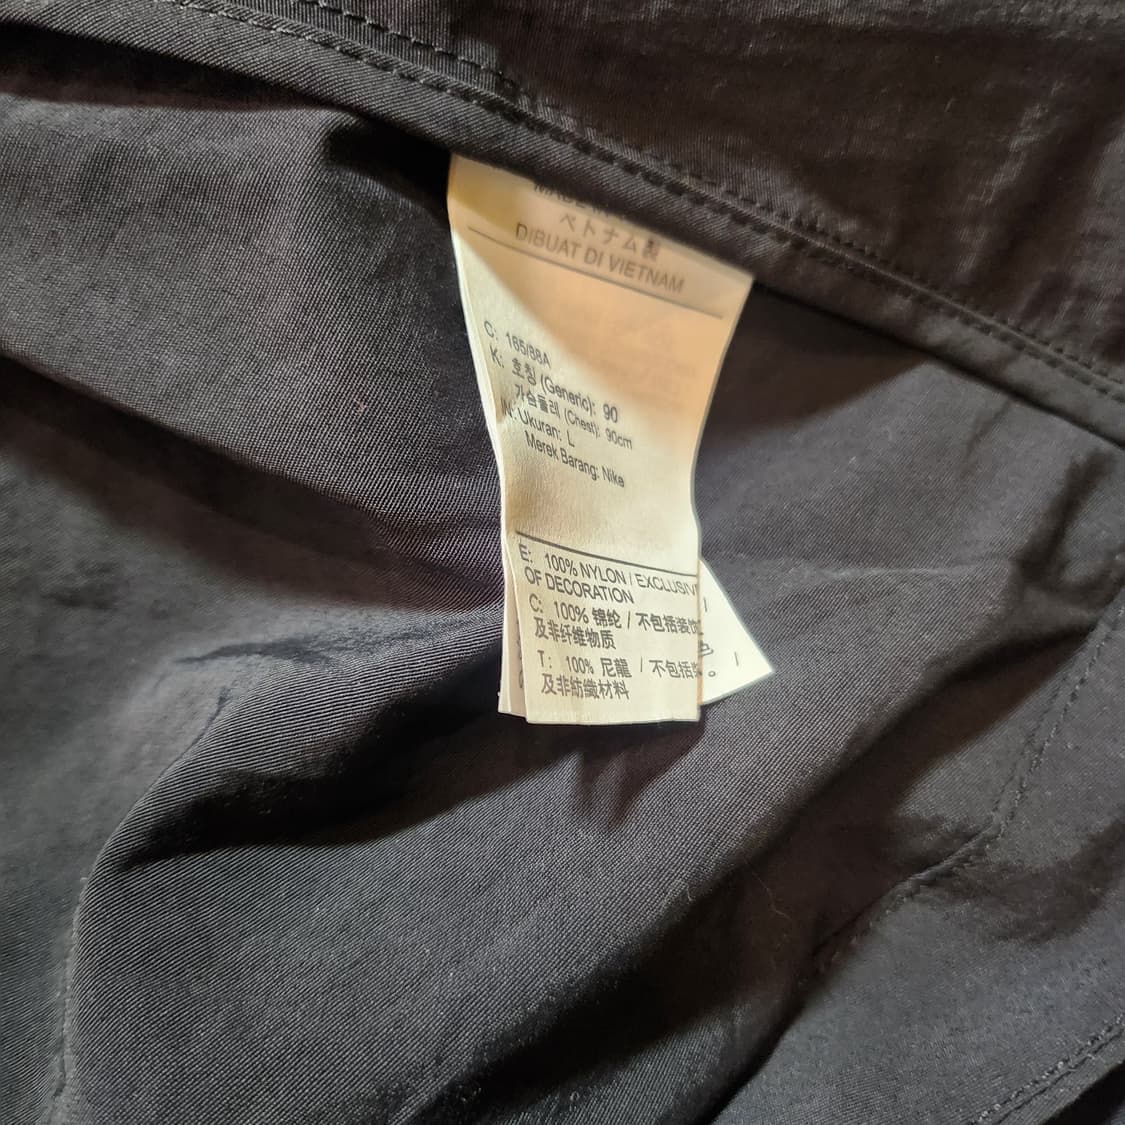 MADE IN
ベトナム製
DIBUAT DI VIETNAM
C: 165/88A
K: 호칭 (Generic): 90
가슴둘레 (Chest): 90cm
IN: Ukuran: L
Merek Barang: Nike
E: 100% NYLON / EXCLUSIVE
OF DECORATION
C: 100% 锦纶 / 不包括装饰
及非纤维物质
T: 100% 尼龍 / 不包括
及非紡織材料